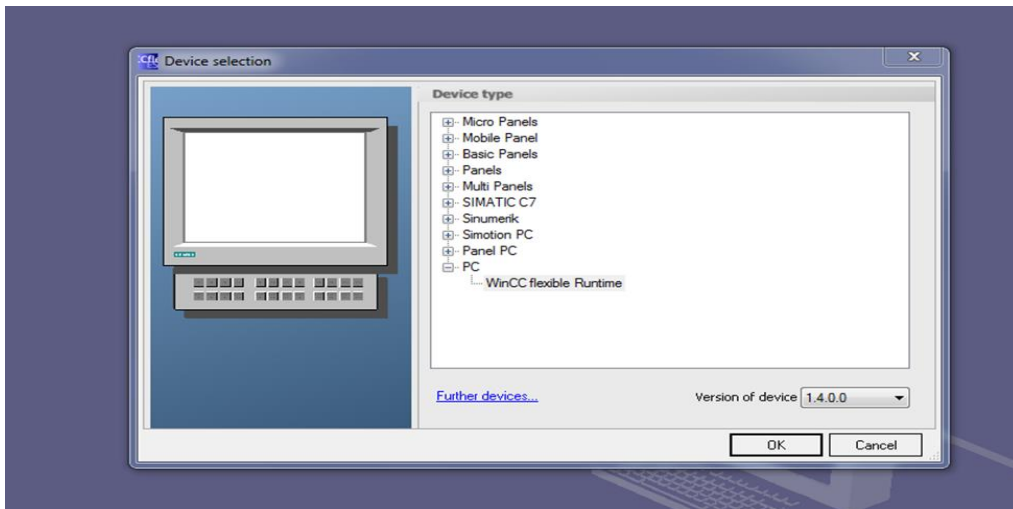 Device selection
Device type
Micro Panels
Mobile Panel
Basic Panels
Panels
Multi Panels
SIMATIC C7
Sinumerik
Simotion PC
Panel PC
PC
WinCC flexible Runtime
Further devices...
Version of device 1.4.0.0
OK Cancel